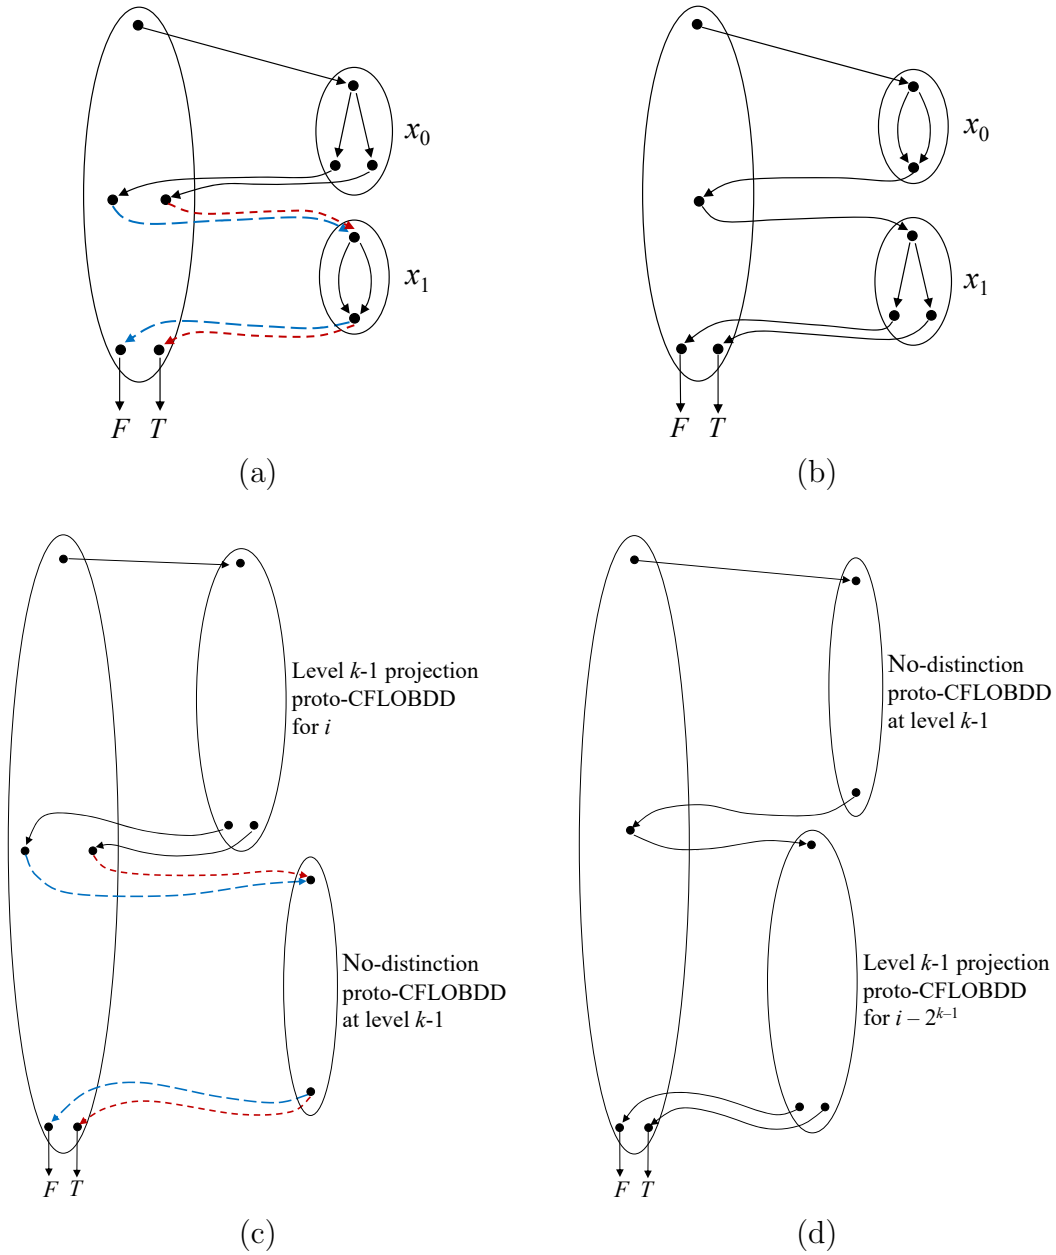 x₀
x₁
F T
(a)
x₀
x₁
F T
(b)
Level k-1 projection
proto-CFLOBDD
for i
No-distinction
proto-CFLOBDD
at level k-1
F T
(c)
No-distinction
proto-CFLOBDD
at level k-1
Level k-1 projection
proto-CFLOBDD
for i – 2ᵏ⁻¹
F T
(d)